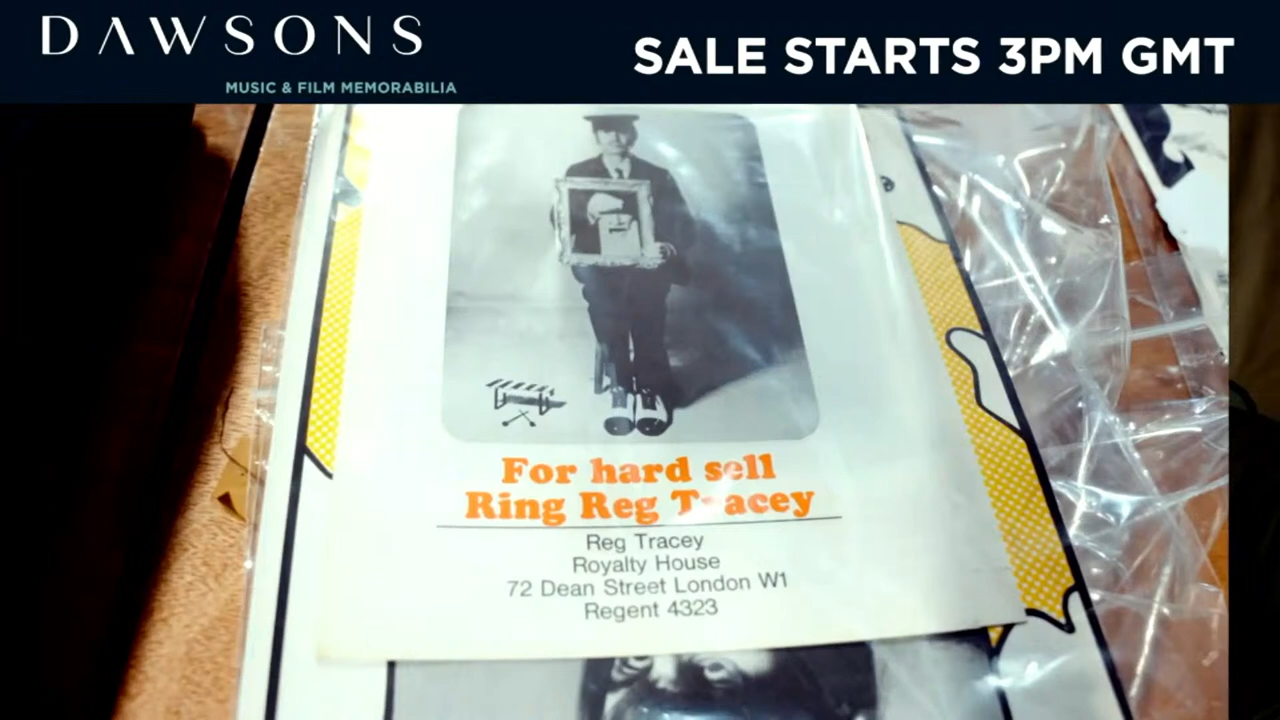 DAWSONS
MUSIC & FILM MEMORABILIA
SALE STARTS 3PM GMT
For hard sell
Ring Reg Tracey
Reg Tracey
Royalty House
72 Dean Street London W1
Regent 4323